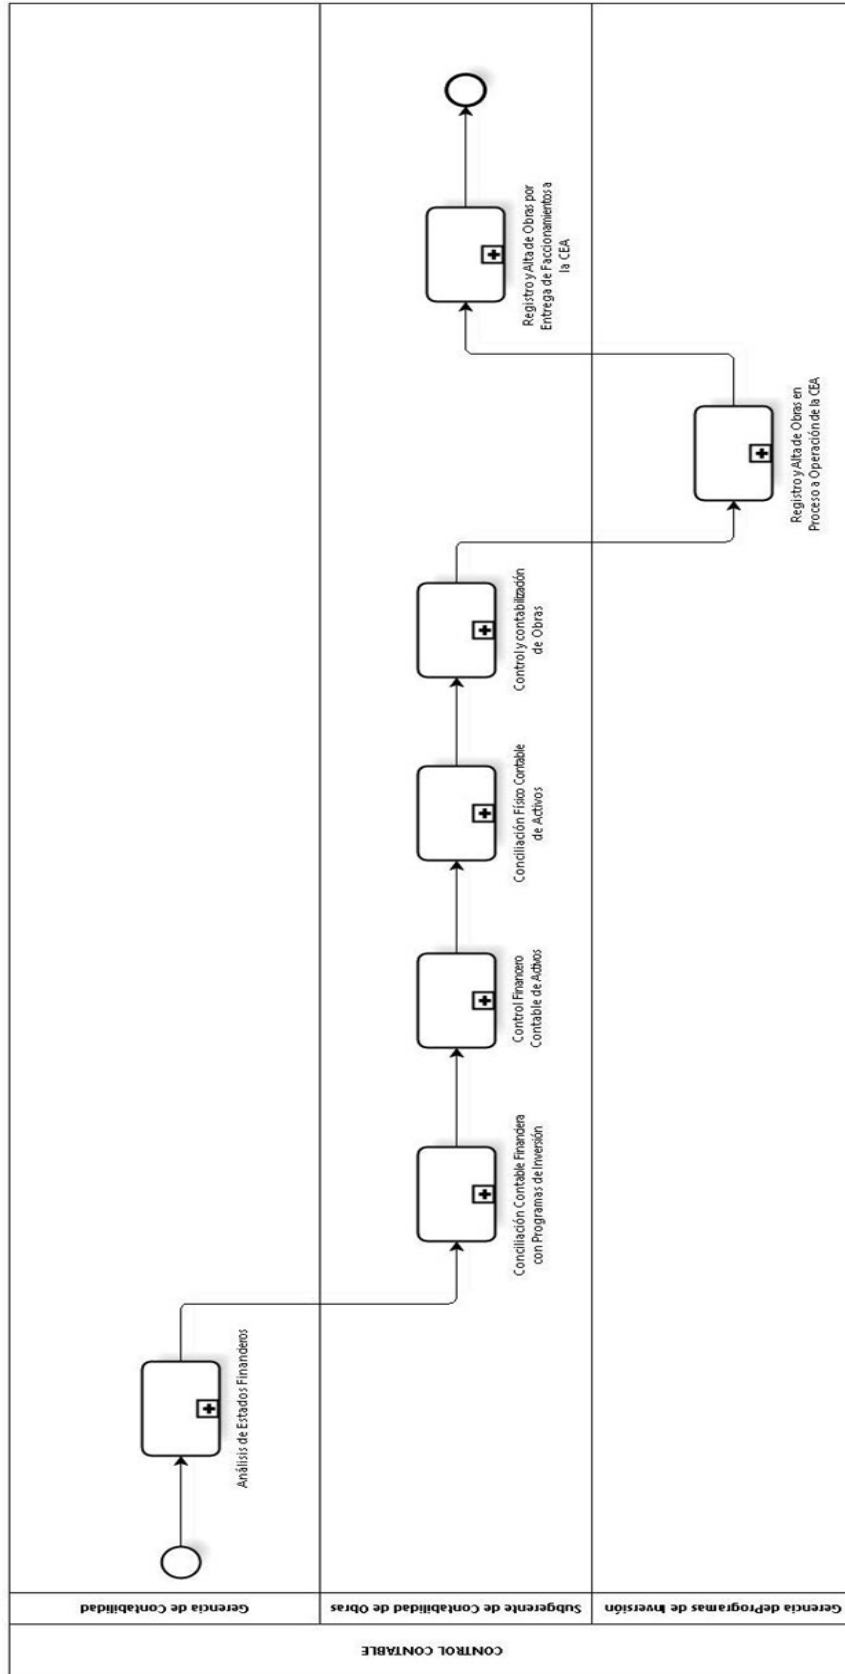 CONTROL CONTABLE
Gerencia de Contabilidad
Análisis de Estados Financieros
Subgerente de Contabilidad de Obras
Conciliación Contable Financiera
con Programas de Inversión
Control Financiero
Contable de Activos
Conciliación Físico Contable
de Activos
Control y contabilización
de Obras
Registro y Alta de Obras por
Entrega de Faccionamientos a
la CEA
Gerencia deProgramas de Inversión
Registro y Alta de Obras en
Proceso a Operación de la CEA